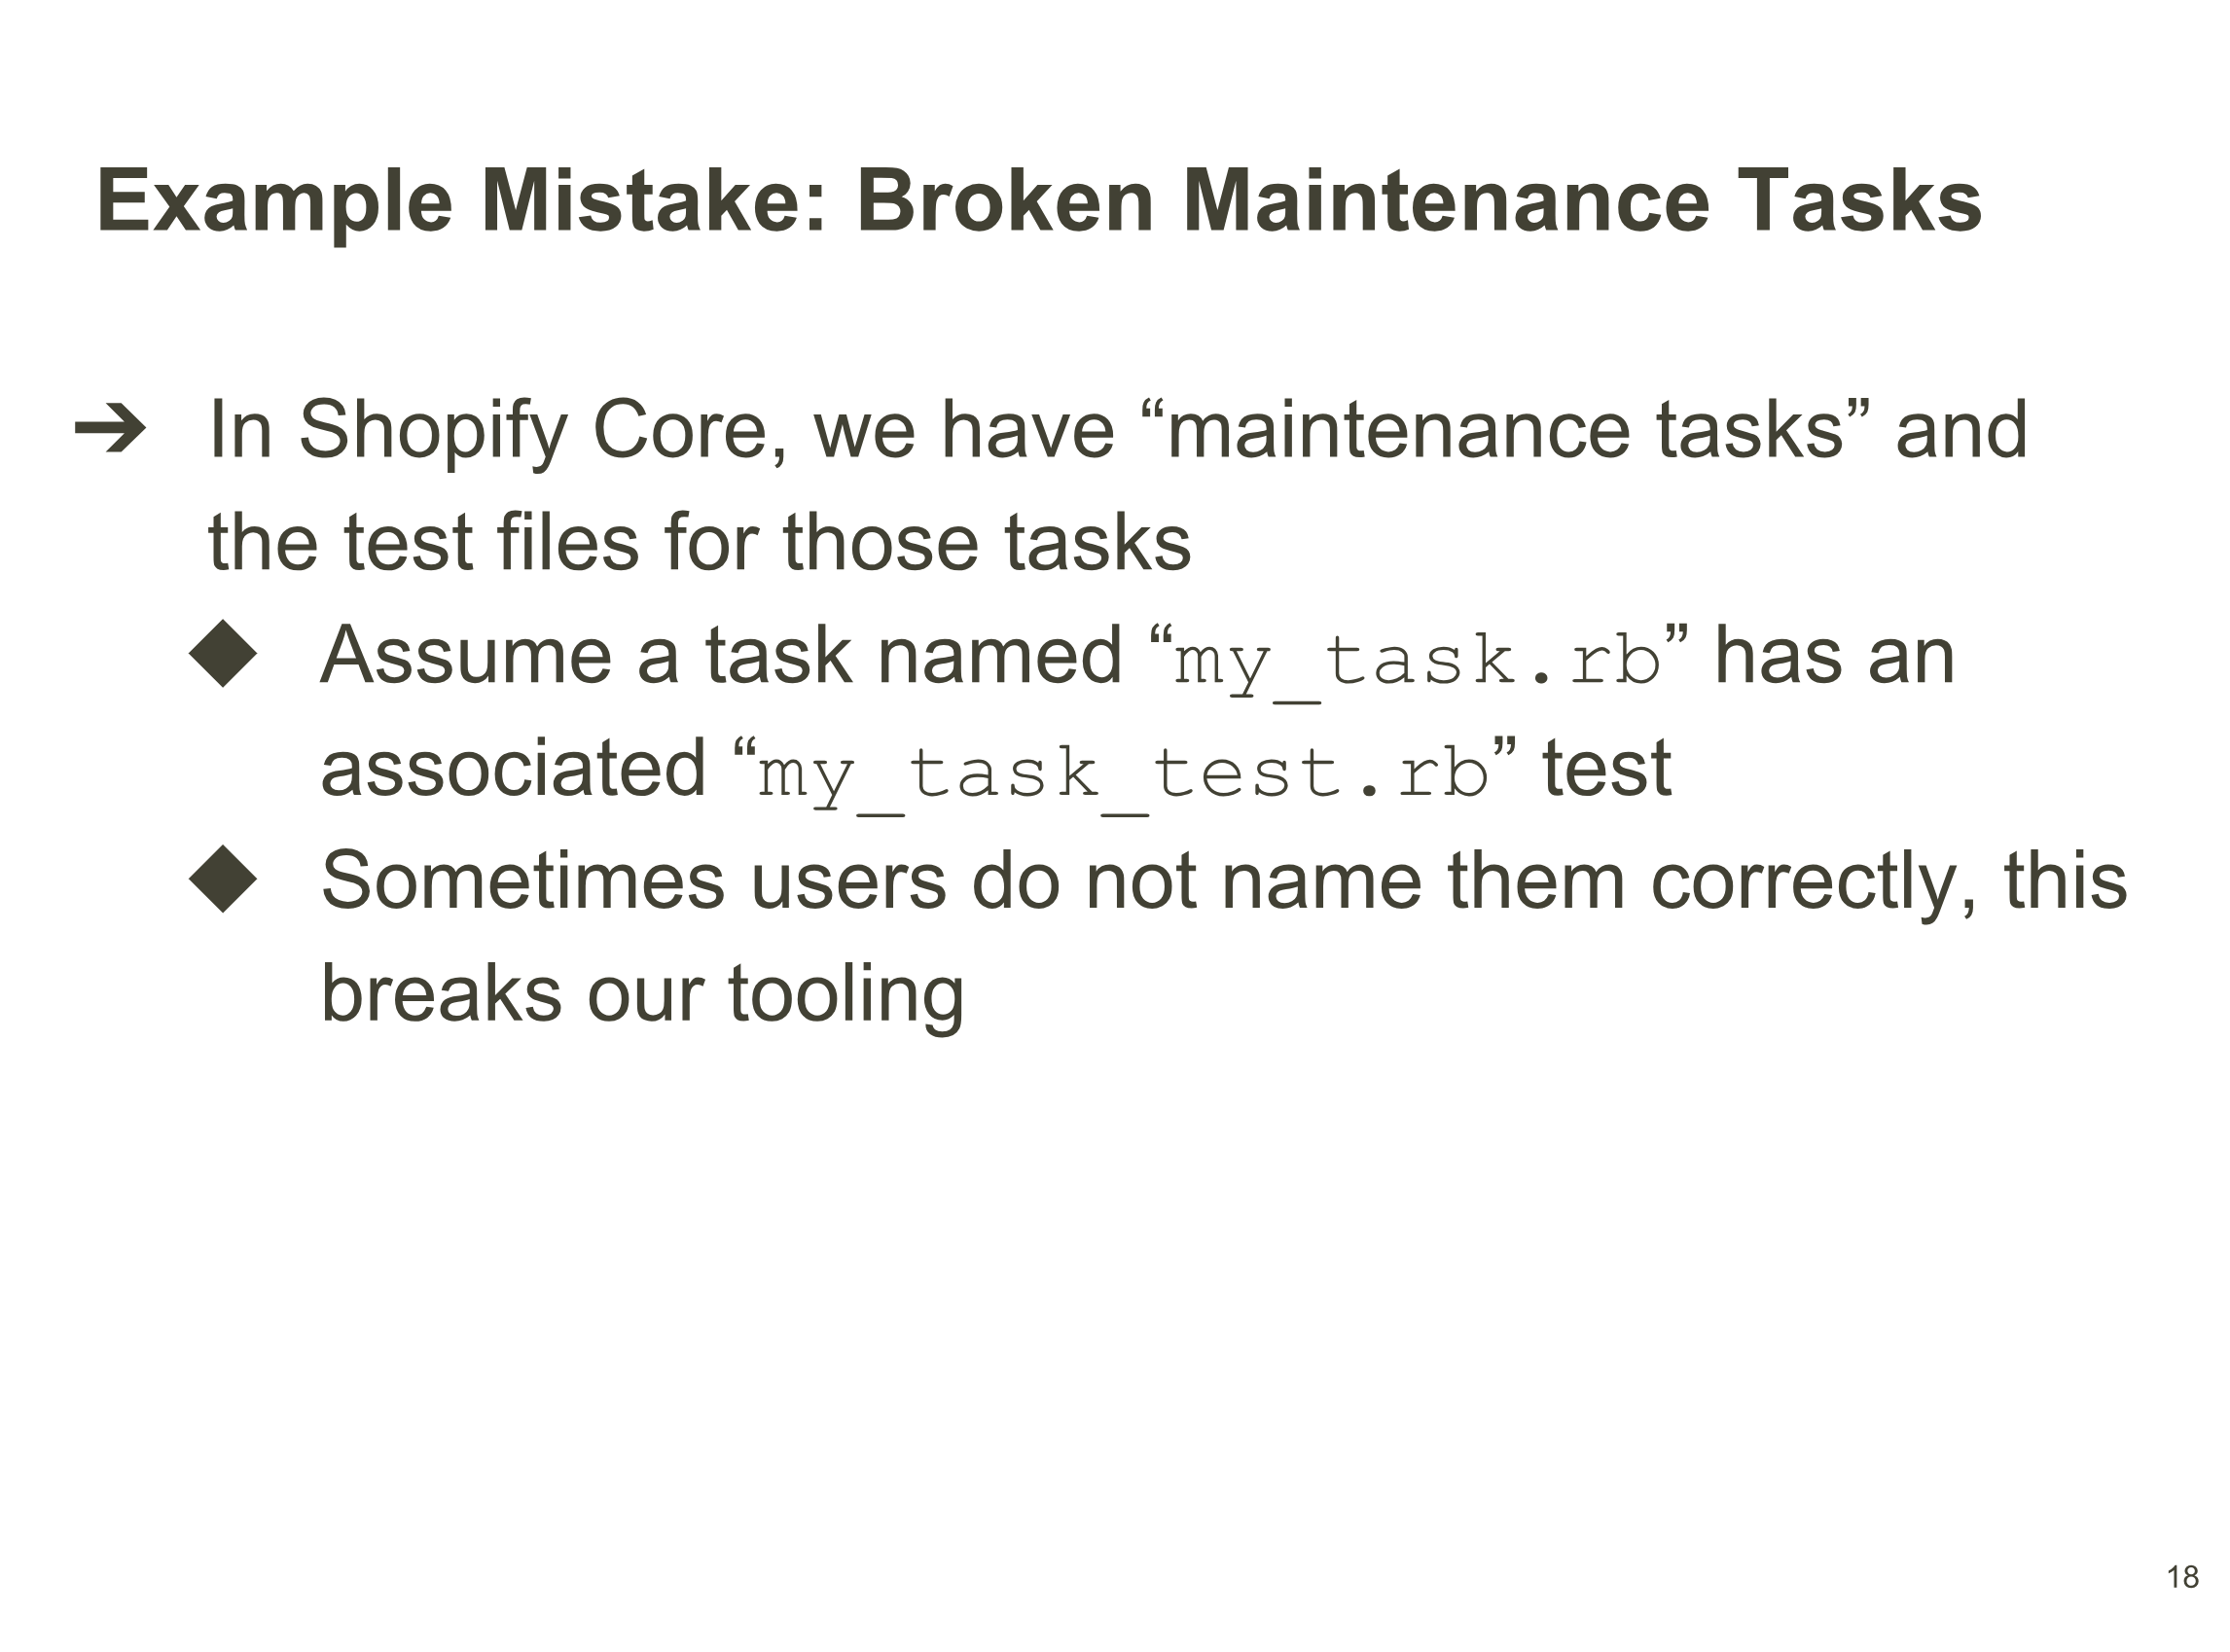 Example Mistake: Broken Maintenance Tasks
➔ In Shopify Core, we have “maintenance tasks” and
the test files for those tasks
◆ Assume a task named “my_task.rb” has an
associated “my_task_test.rb” test
◆ Sometimes users do not name them correctly, this
breaks our tooling
18